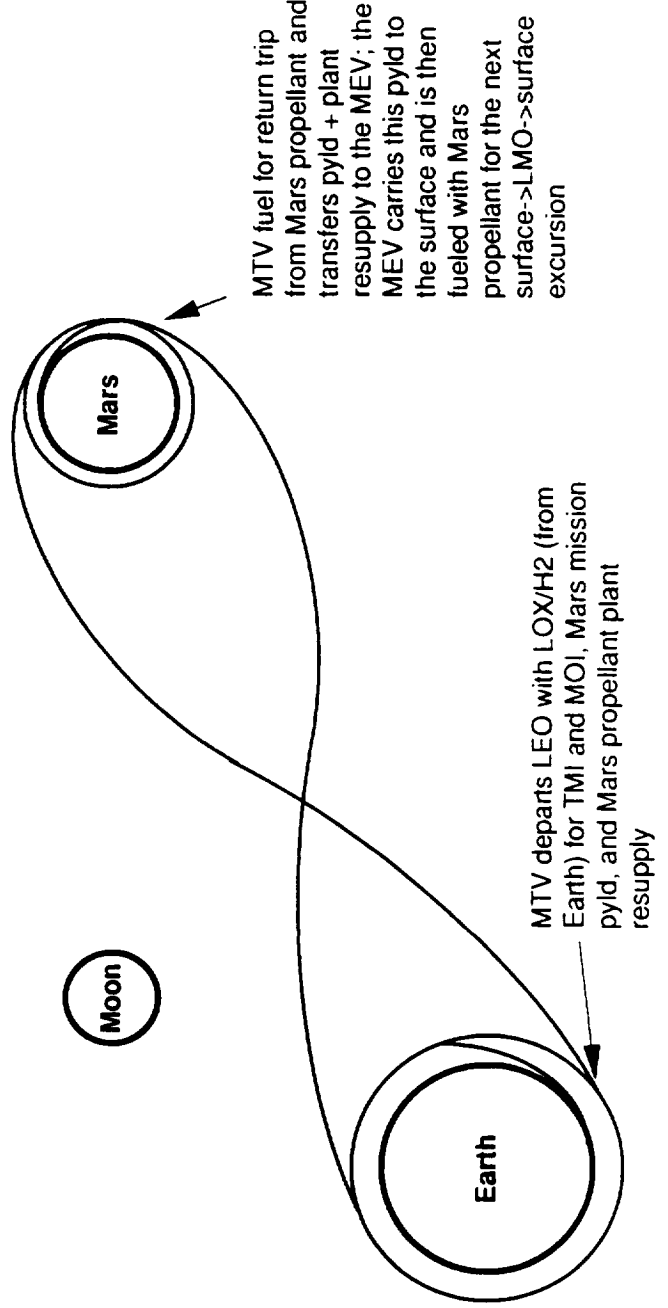 Moon
Mars
Earth
MTV fuel for return trip
from Mars propellant and
transfers pyld + plant
resupply to the MEV; the
MEV carries this pyld to
the surface and is then
fueled with Mars
propellant for the next
surface->LMO->surface
excursion
MTV departs LEO with LOX/H2 (from
Earth) for TMI and MOI, Mars mission
pyld, and Mars propellant plant
resupply